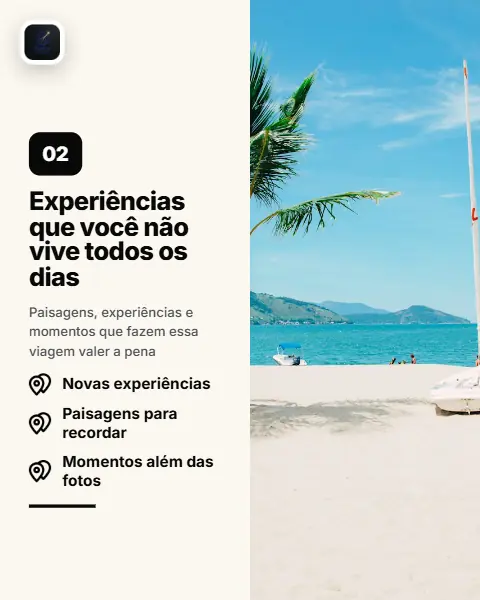 02
Experiências
que você não
vive todos os
dias
Paisagens, experiências e
momentos que fazem essa
viagem valer a pena
Novas experiências
Paisagens para
recordar
Momentos além das
fotos